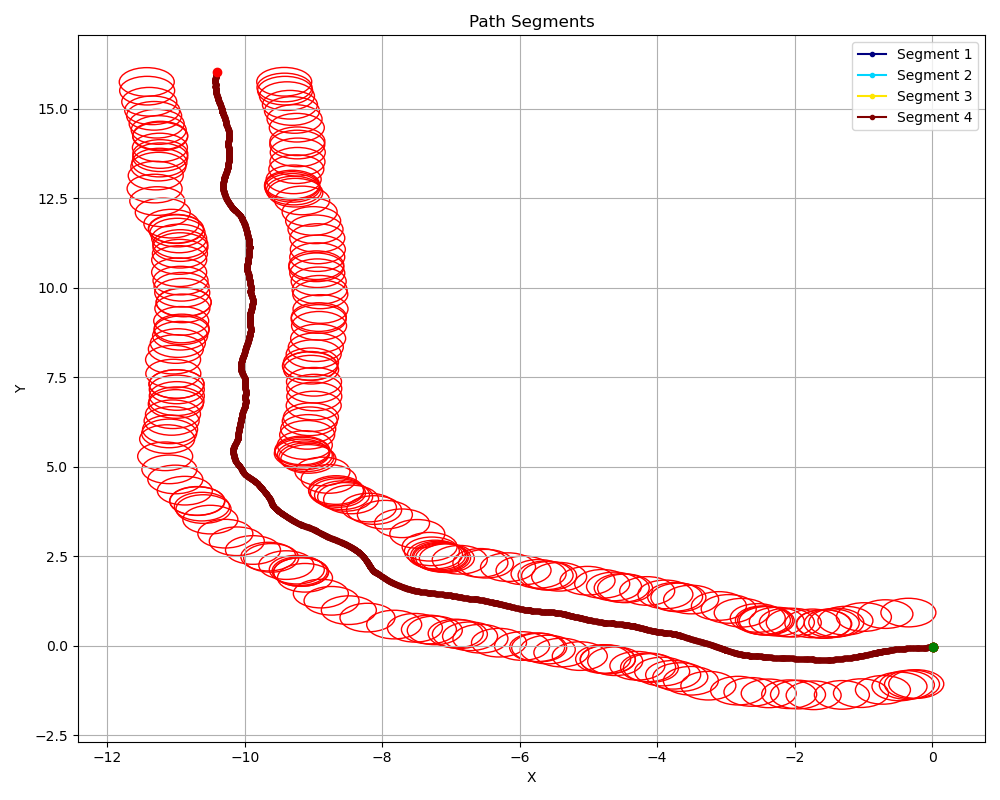 Path Segments
Segment 1
Segment 2
Segment 3
Segment 4
15.0
12.5
10.0
7.5
5.0
2.5
0.0
−2.5
Y
−12
−10
−8
−6
−4
−2
0
X